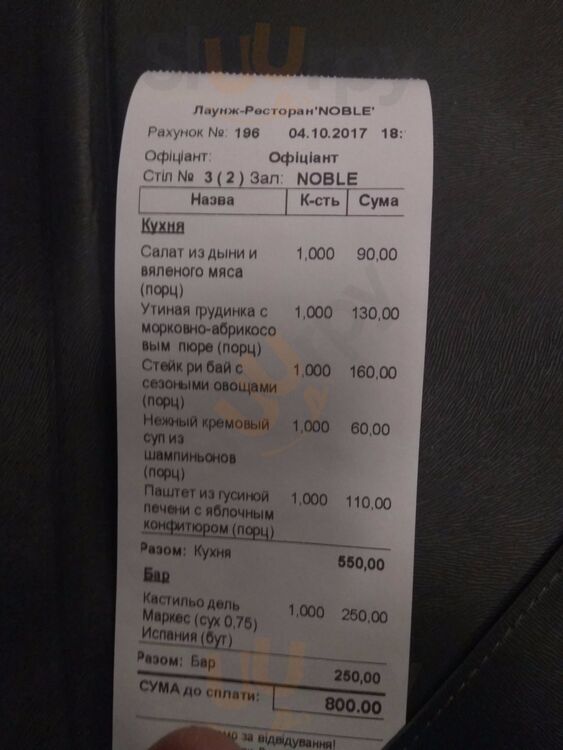 Лаунж-Ресторан'NOBLE'
Рахунок №: 196 04.10.2017 18:
Офіціант: Офіціант
Стіл № 3 ( 2 ) Зал: NOBLE
Назва К-сть Сума
Кухня
Салат из дыни и 1,000 90,00
вяленого мяса
(порц)
Утиная грудинка с 1,000 130,00
морковно-абрикосо
вым пюре (порц)
Стейк ри бай с 1,000 160,00
сезоными овощами
(порц)
Нежный кремовый 1,000 60,00
суп из
шампиньонов
(порц)
Паштет из гусиной 1,000 110,00
печени с яблочным
конфитюром (порц)
Разом: Кухня 550,00
Бар
Кастильо дель 1,000 250,00
Маркес (сух 0,75)
Испания (бут)
Разом: Бар 250,00
СУМА до сплати: 800.00
за відвідування!